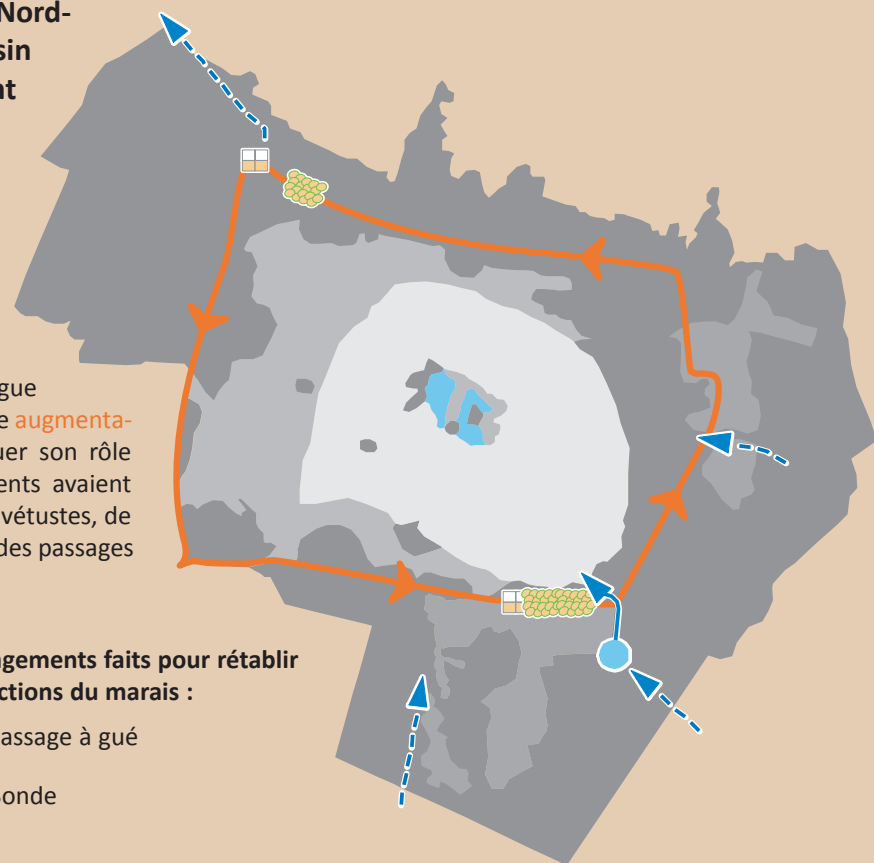 Nord-
sin
nt
gue
e augmenta-
uer son rôle
ents avaient
vétustes, de
des passages
gements faits pour rétablir
ctions du marais :
assage à gué
onde